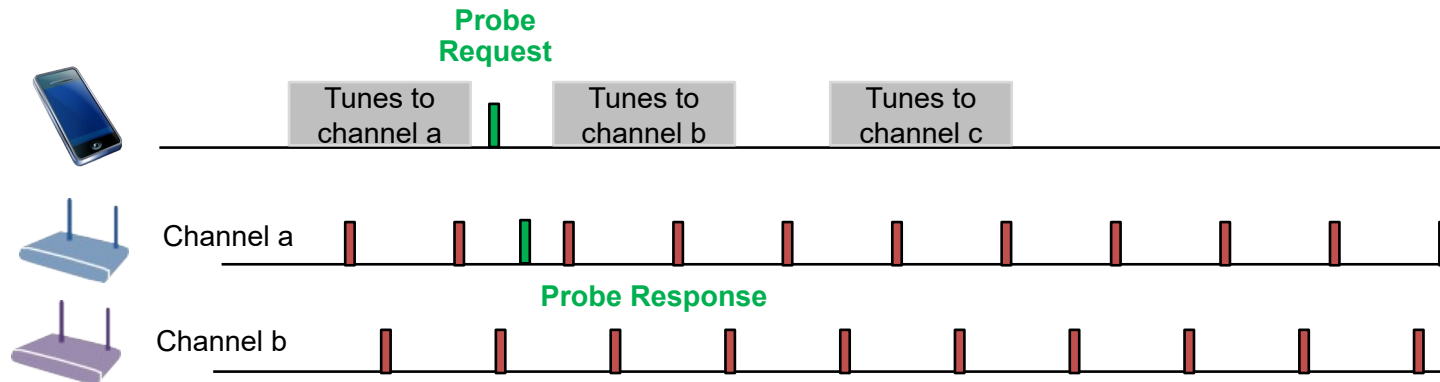 Probe
Request
Tunes to
channel a
Tunes to
channel b
Tunes to
channel c
Channel a
Probe Response
Channel b